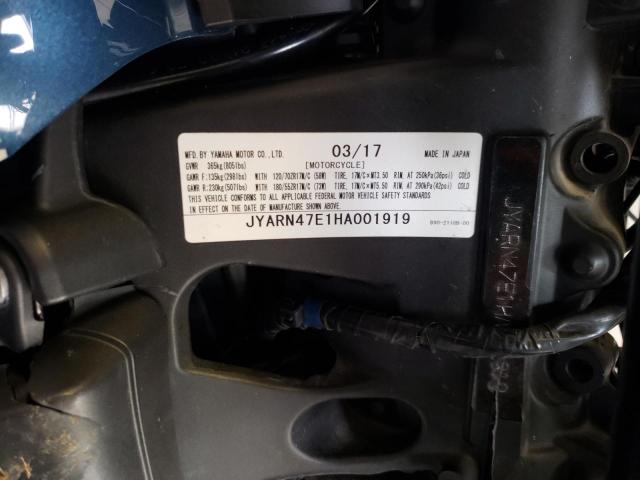 MFD. BY YAMAHA MOTOR CO., LTD. 03/17 MADE IN JAPAN
GVWR 365kg(805lbs) [MOTORCYCLE]
GAWR F:135kg(298lbs) WITH 120/70ZR17M/C (58W) TIRE, 17M/C×MT3.50 RIM, AT 250kPa(36psi) COLD
GAWR R:230kg(507lbs) WITH 180/55ZR17M/C (73W) TIRE, 17M/C×MT5.50 RIM, AT 290kPa(42psi) COLD
THIS VEHICLE CONFORMS TO ALL APPLICABLE FEDERAL MOTOR VEHICLE SAFETY STANDARDS
IN EFFECT ON THE DATE OF MANUFACTURE SHOWN ABOVE.
JYARN47E1HA001919
JYARN47E1H